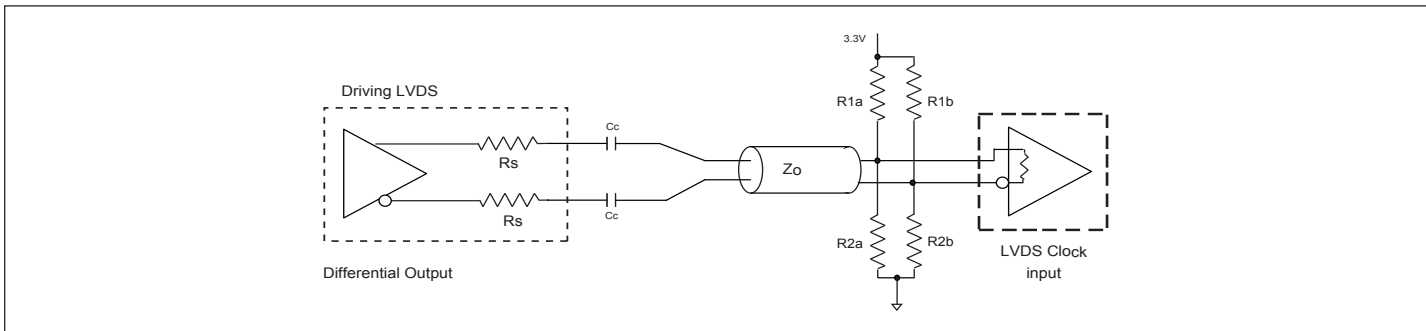 3.3V
Driving LVDS
R1a
R1b
Cc
Rs
Zo
Rs
Cc
R2a
R2b
LVDS Clock
input
Differential Output